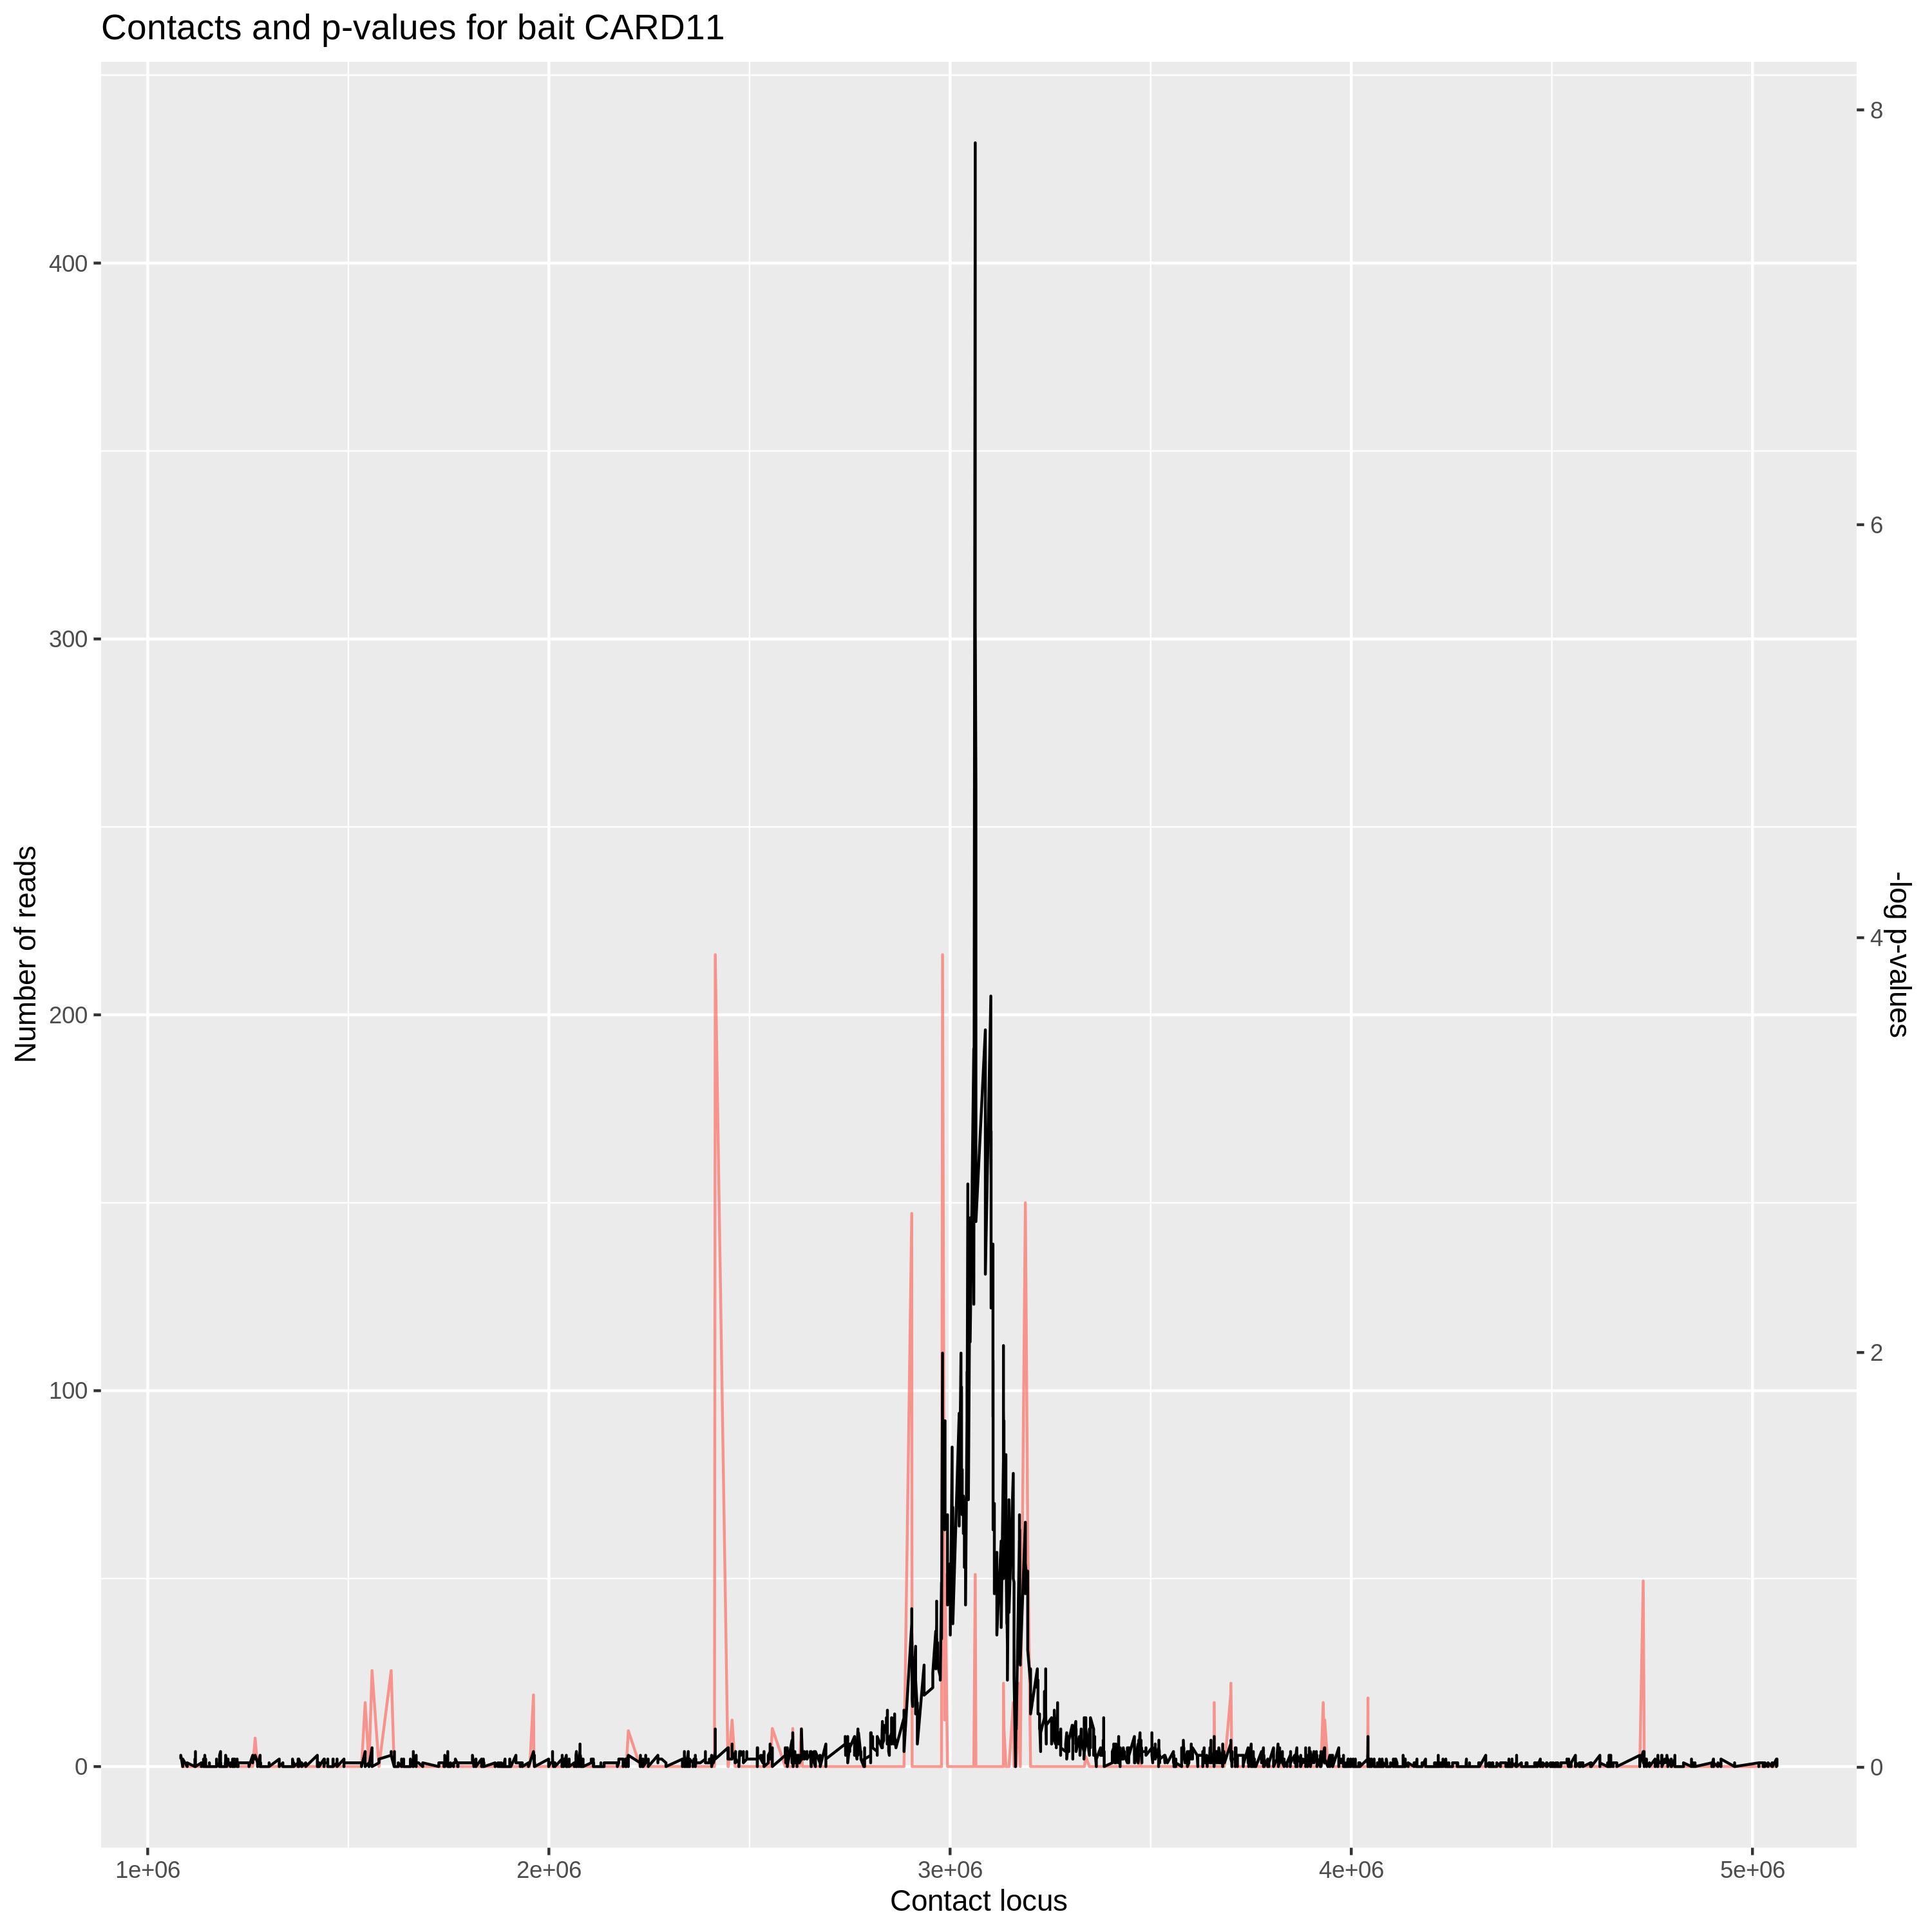 Contacts and p-values for bait CARD11
8
400
6
300
Number of reads
-log p-values
4
200
2
100
0
0
1e+06 2e+06 3e+06 4e+06 5e+06
Contact locus